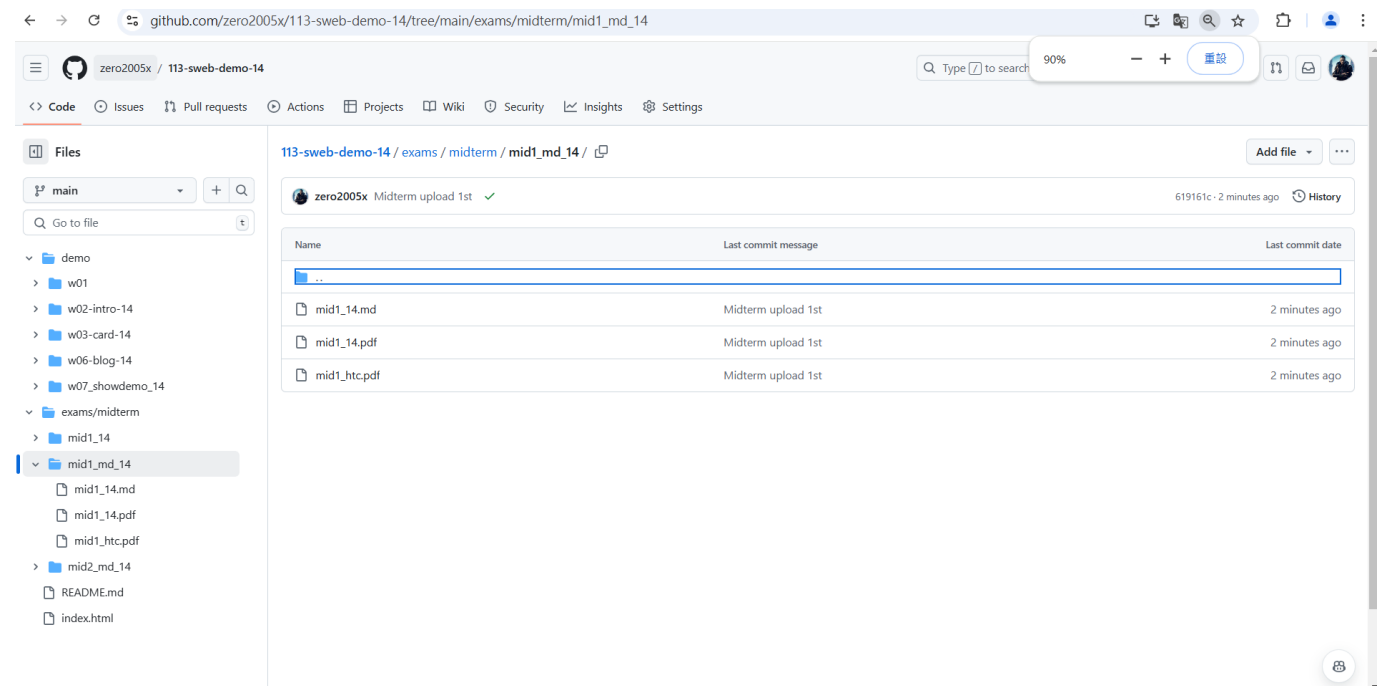 github.com/zero2005x/113-sweb-demo-14/tree/main/exams/midterm/mid1_md_14
90% 重設
zero2005x / 113-sweb-demo-14
Type / to search
Code Issues Pull requests Actions Projects Wiki Security Insights Settings
Files
113-sweb-demo-14 / exams / midterm / mid1_md_14 /
Add file
main
zero2005x Midterm upload 1st
619161c · 2 minutes ago
History
Go to file t
Name Last commit message Last commit date
demo
..
w01
w02-intro-14
mid1_14.md Midterm upload 1st 2 minutes ago
w03-card-14
mid1_14.pdf Midterm upload 1st 2 minutes ago
w06-blog-14
mid1_htc.pdf Midterm upload 1st 2 minutes ago
w07_showdemo_14
exams/midterm
mid1_14
mid1_md_14
mid1_14.md
mid1_14.pdf
mid1_htc.pdf
mid2_md_14
README.md
index.html